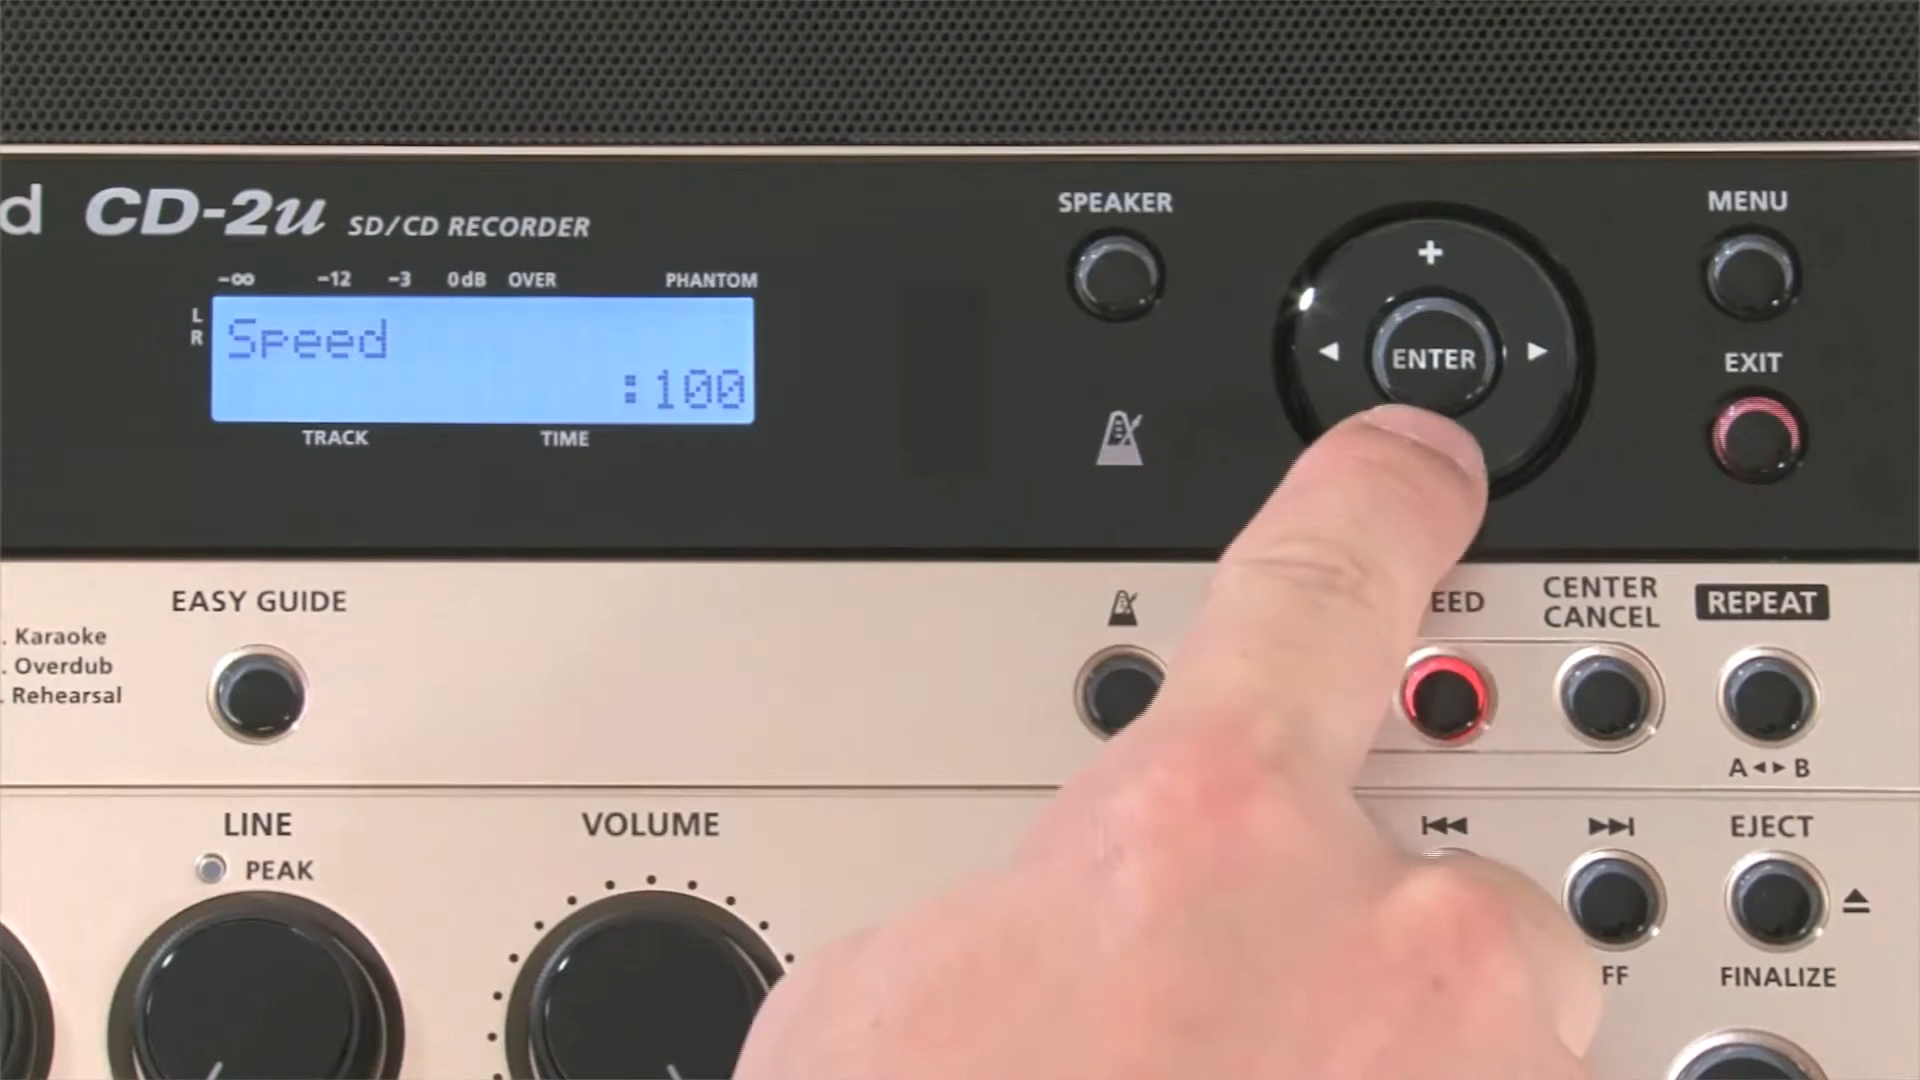 d CD-2u SD/CD RECORDER
-∞ -12 -3 0dB OVER PHANTOM
L
R
Speed
:100
TRACK TIME
SPEAKER
+
◀ ENTER ▶
MENU
EXIT
EASY GUIDE
. Karaoke
. Overdub
. Rehearsal
EED
CENTER
CANCEL
REPEAT
A◀▶B
LINE
PEAK
VOLUME
EJECT
FF
FINALIZE